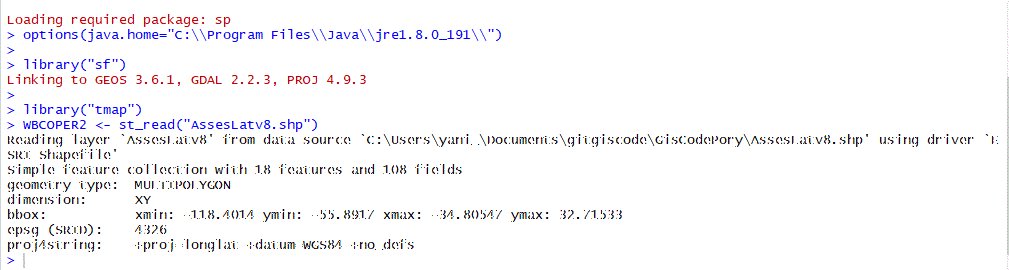 Loading required package: sp
> options(java.home="C:\\Program Files\\Java\\jre1.8.0_191\\")
>
> library("sf")
Linking to GEOS 3.6.1, GDAL 2.2.3, PROJ 4.9.3
>
> library("tmap")
> WBCOPER2 <- st_read("AssesLatv8.shp")
Reading layer `AssesLatv8' from data source `C:\Users\yani_\Documents\gitgiscode\GisCodePory\AssesLatv8.shp' using driver `E
SRI Shapefile'
Simple feature collection with 18 features and 108 fields
geometry type:  MULTIPOLYGON
dimension:      XY
bbox:           xmin: -118.4014 ymin: -55.8917 xmax: -34.80547 ymax: 32.71533
epsg (SRID):    4326
proj4string:    +proj=longlat +datum=WGS84 +no_defs
>